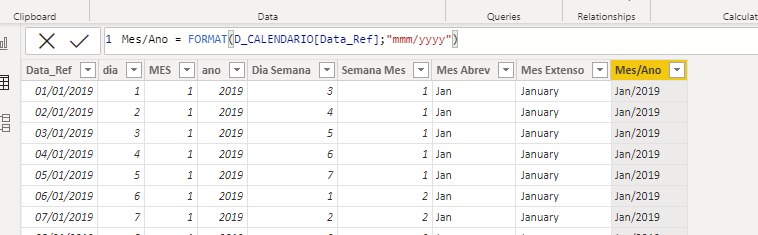 Clipboard Data Queries Relationships Calculat
1 Mes/Ano = FORMAT(D_CALENDARIO[Data_Ref];"mmm/yyyy")
Data_Ref dia MES ano Dia Semana Semana Mes Mes Abrev Mes Extenso Mes/Ano
01/01/2019 1 1 2019 3 1 Jan January Jan/2019
02/01/2019 2 1 2019 4 1 Jan January Jan/2019
03/01/2019 3 1 2019 5 1 Jan January Jan/2019
04/01/2019 4 1 2019 6 1 Jan January Jan/2019
05/01/2019 5 1 2019 7 1 Jan January Jan/2019
06/01/2019 6 1 2019 1 2 Jan January Jan/2019
07/01/2019 7 1 2019 2 2 Jan January Jan/2019